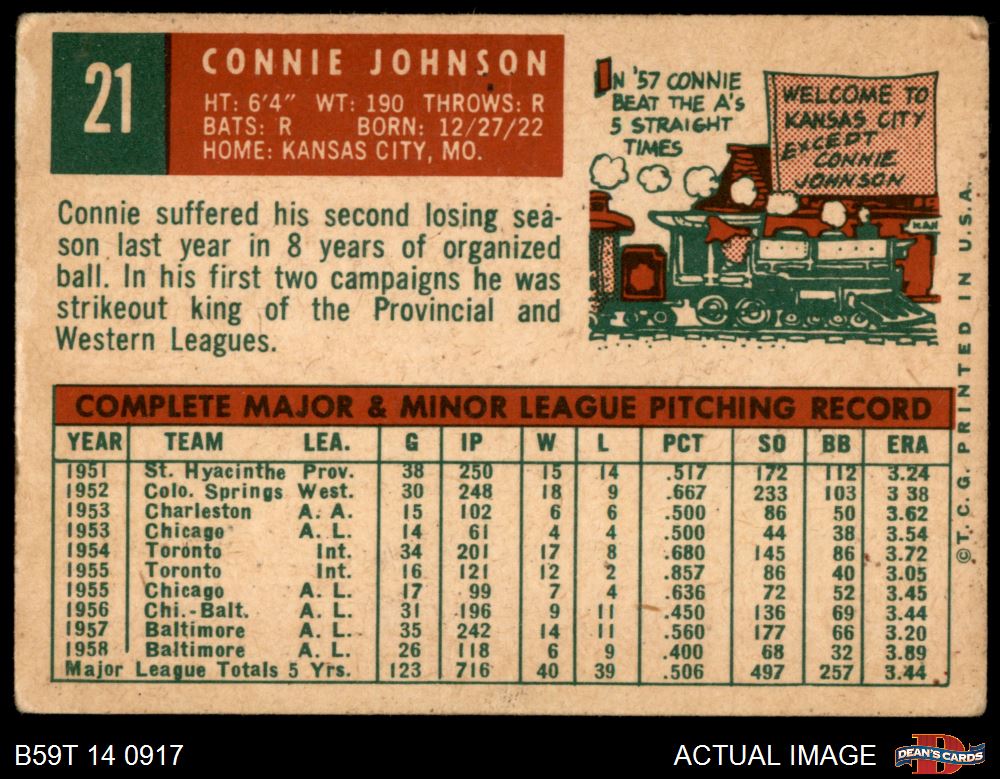 21
CONNIE JOHNSON
HT: 6'4" WT: 190 THROWS: R
BATS: R BORN: 12/27/22
HOME: KANSAS CITY, MO.
Connie suffered his second losing sea-
son last year in 8 years of organized
ball. In his first two campaigns he was
strikeout king of the Provincial and
Western Leagues.
IN '57 CONNIE
BEAT THE A'S
5 STRAIGHT
TIMES
WELCOME TO
KANSAS CITY
EXCEPT
CONNIE
JOHNSON
KAN
COMPLETE MAJOR & MINOR LEAGUE PITCHING RECORD
YEAR TEAM LEA. G IP W L PCT SO BB ERA
1951 St. Hyacinthe Prov. 38 250 15 14 .517 172 112 3.24
1952 Colo. Springs West. 30 248 18 9 .667 233 103 3 38
1953 Charleston A. A. 15 102 6 6 .500 86 50 3.62
1953 Chicago A. L. 14 61 4 4 .500 44 38 3.54
1954 Toronto Int. 34 201 17 8 .680 145 86 3.72
1955 Toronto Int. 16 121 12 2 .857 86 40 3.05
1955 Chicago A. L. 17 99 7 4 .636 72 52 3.45
1956 Chi.-Balt. A. L. 31 196 9 11 .450 136 69 3.44
1957 Baltimore A. L. 35 242 14 11 .560 177 66 3.20
1958 Baltimore A. L. 26 118 6 9 .400 68 32 3.89
Major League Totals 5 Yrs. 123 716 40 39 .506 497 257 3.44
©T.C.G. PRINTED IN U.S.A.
B59T 14 0917
ACTUAL IMAGE
D
DEAN'S CARDS